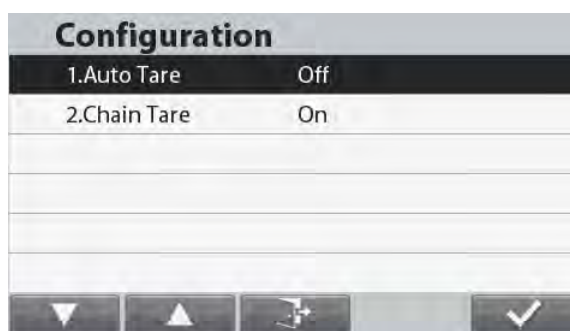 Configuration
1.Auto Tare Off
2.Chain Tare On